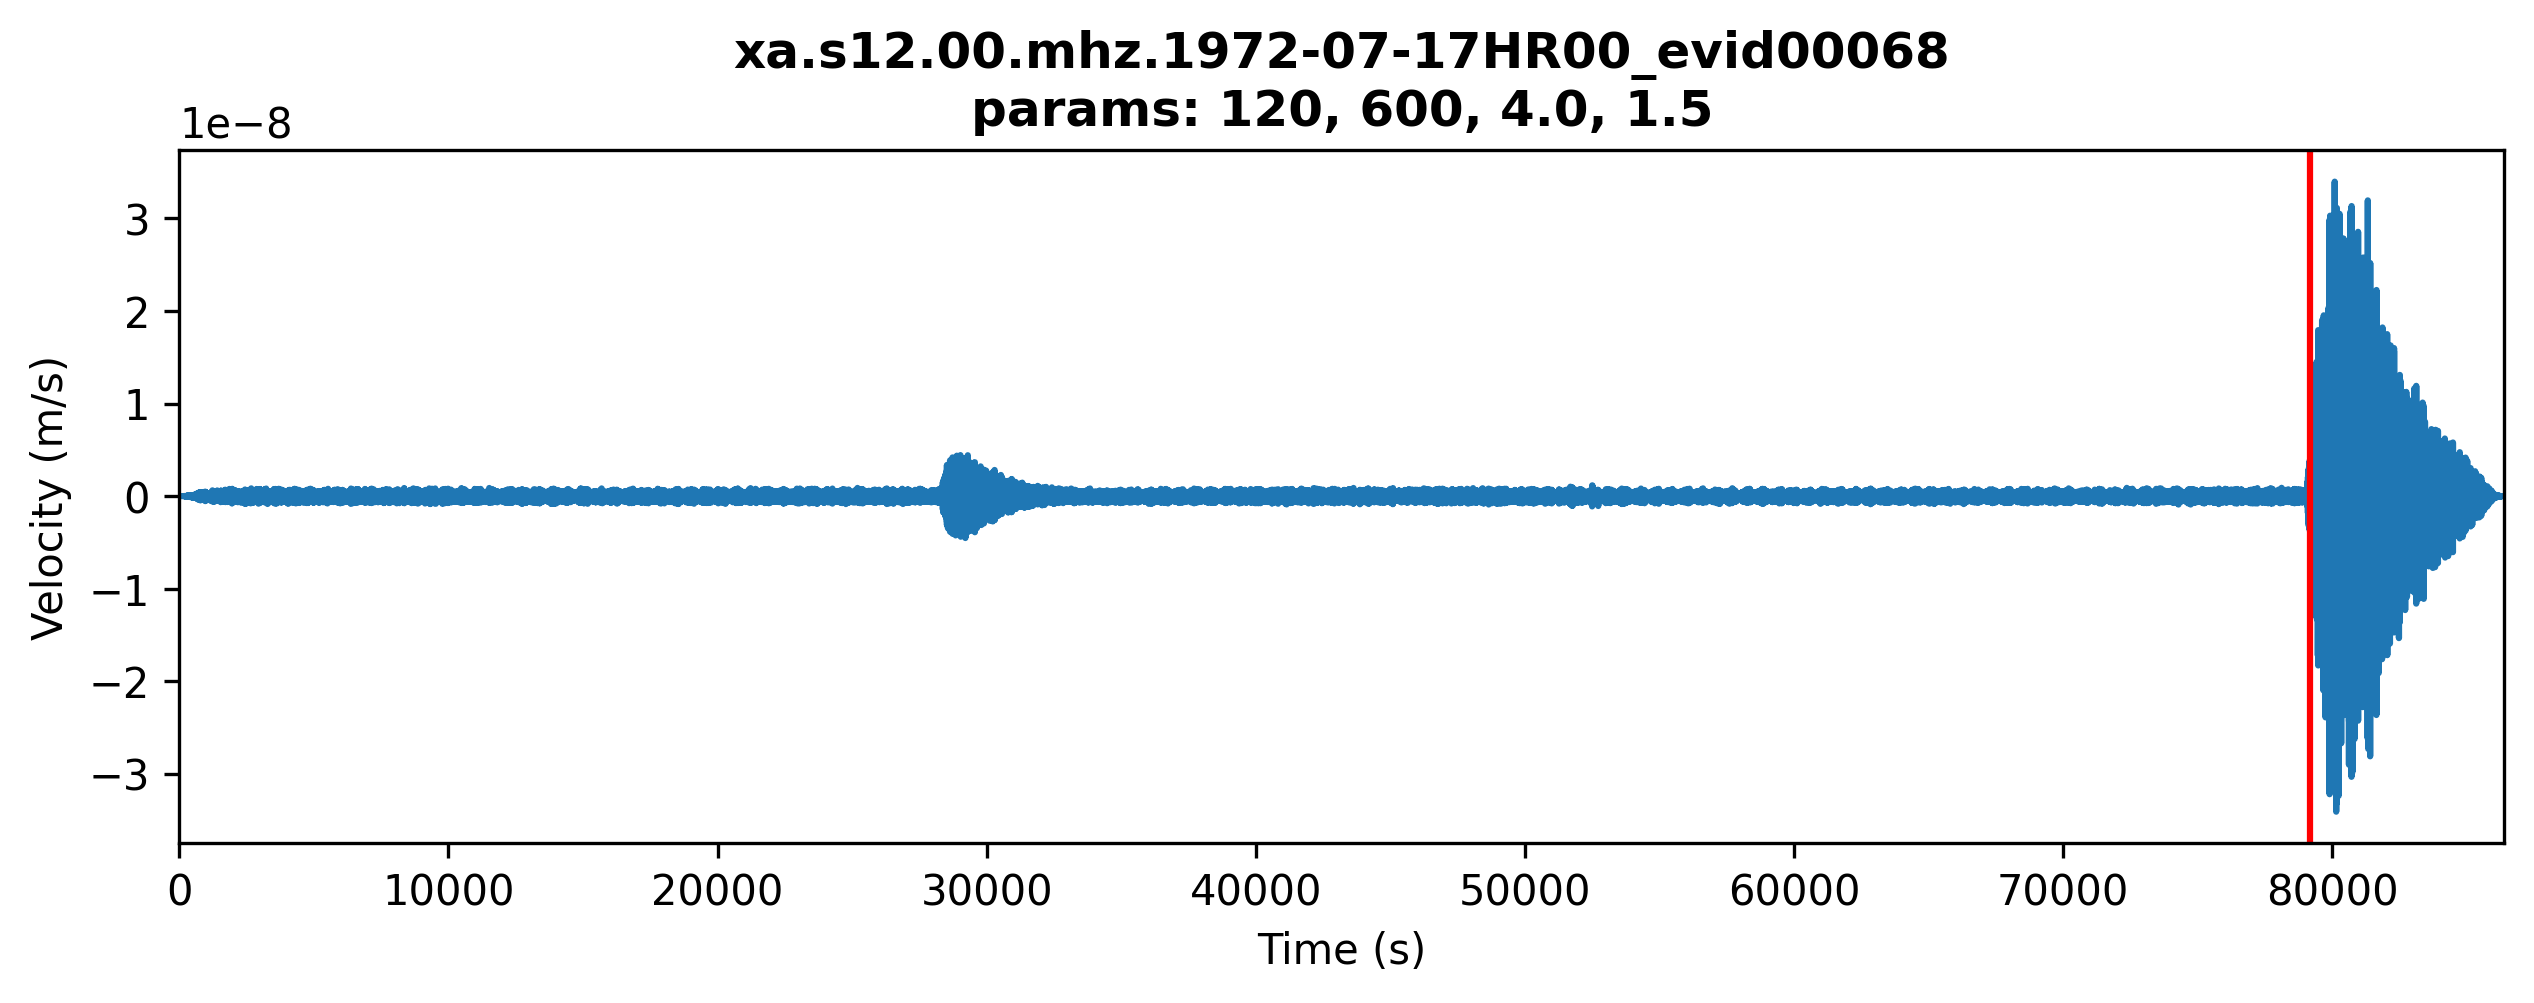 xa.s12.00.mhz.1972-07-17HR00_evid00068
params: 120, 600, 4.0, 1.5
1e−8
3
2
1
0
−1
−2
−3
Velocity (m/s)
0 10000 20000 30000 40000 50000 60000 70000 80000
Time (s)